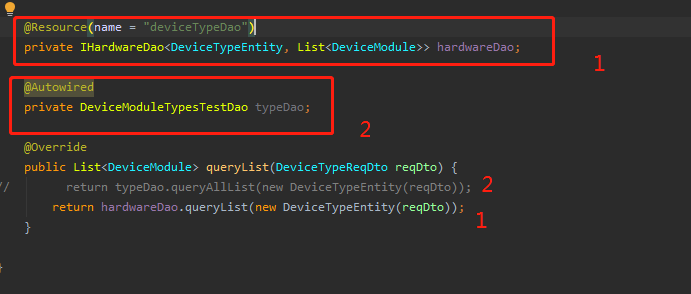 @Resource(name = "deviceTypeDao")
private IHardwareDao<DeviceTypeEntity, List<DeviceModule>> hardwareDao;
1
@Autowired
private DeviceModuleTypesTestDao typeDao;
2
@Override
public List<DeviceModule> queryList(DeviceTypeReqDto reqDto) {
// return typeDao.queryAllList(new DeviceTypeEntity(reqDto)); 2
return hardwareDao.queryList(new DeviceTypeEntity(reqDto)); 1
}
}